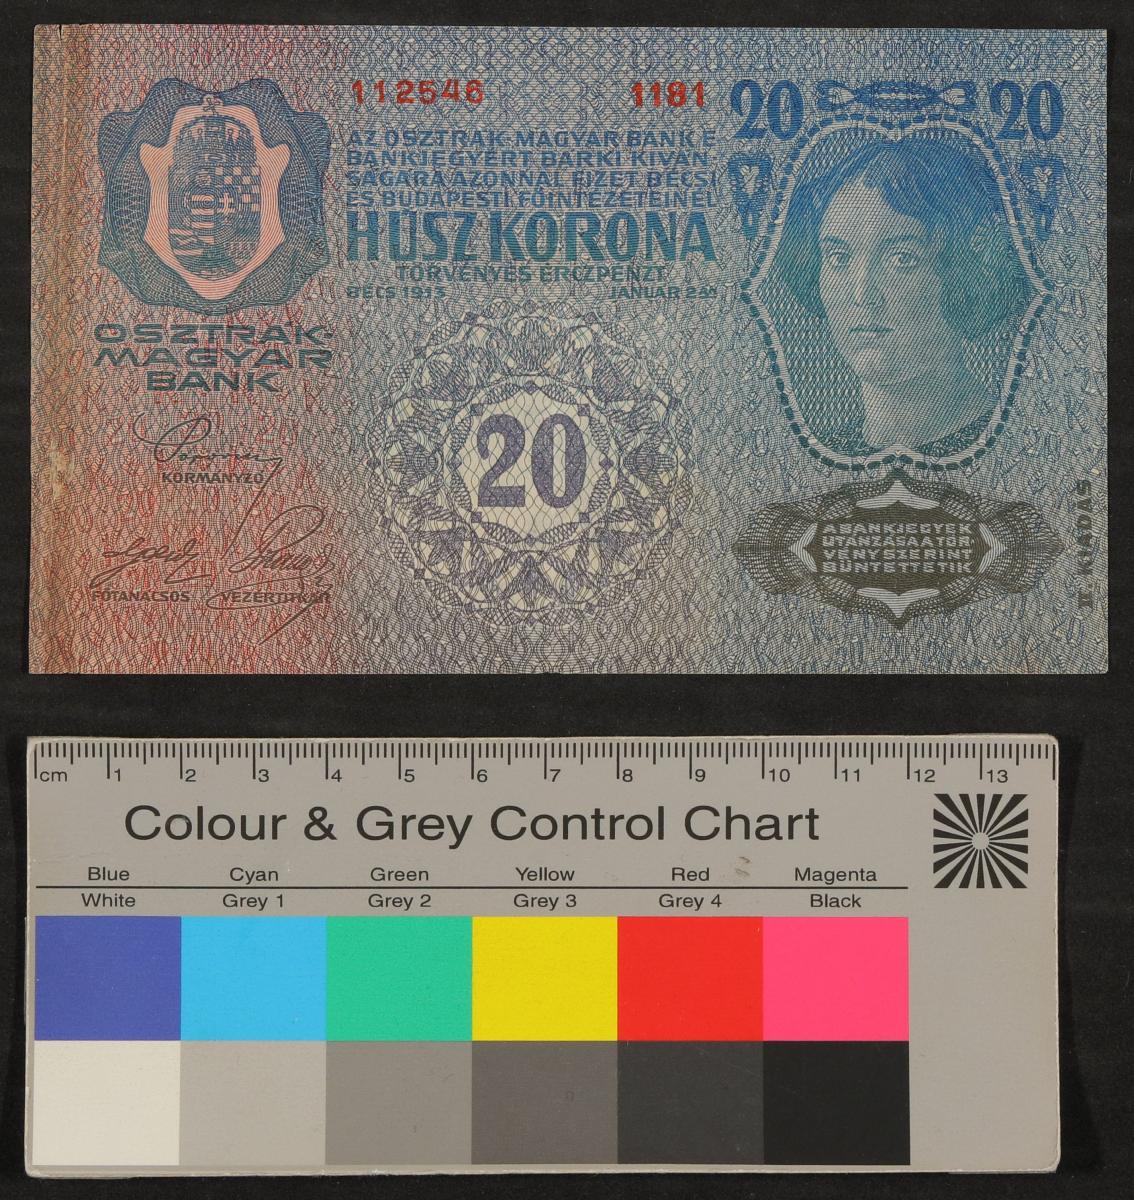 112546 1181
20 20
AZ OSZTRÁK-MAGYAR BANK E
BANKJEGYÉRT BÁRKI KIVÁN
SÁGÁRA AZONNAL FIZET BÉCSI
ÉS BUDAPESTI FŐINTÉZETEINÉL
HÚSZ KORONA
TÖRVÉNYES ÉRCZPÉNZT
BÉCS 1913 JANUÁR 2ÁN
OSZTRÁK-
MAGYAR
BANK
KORMÁNYZÓ
FŐTANÁCSOS VEZÉRTITKÁR
20
A BANKJEGYEK
UTÁNZÁSA A TÖR-
VÉNY SZERINT
BÜNTETTETIK
II. KIADÁS
cm 1 2 3 4 5 6 7 8 9 10 11 12 13
Colour & Grey Control Chart
Blue Cyan Green Yellow Red Magenta
White Grey 1 Grey 2 Grey 3 Grey 4 Black